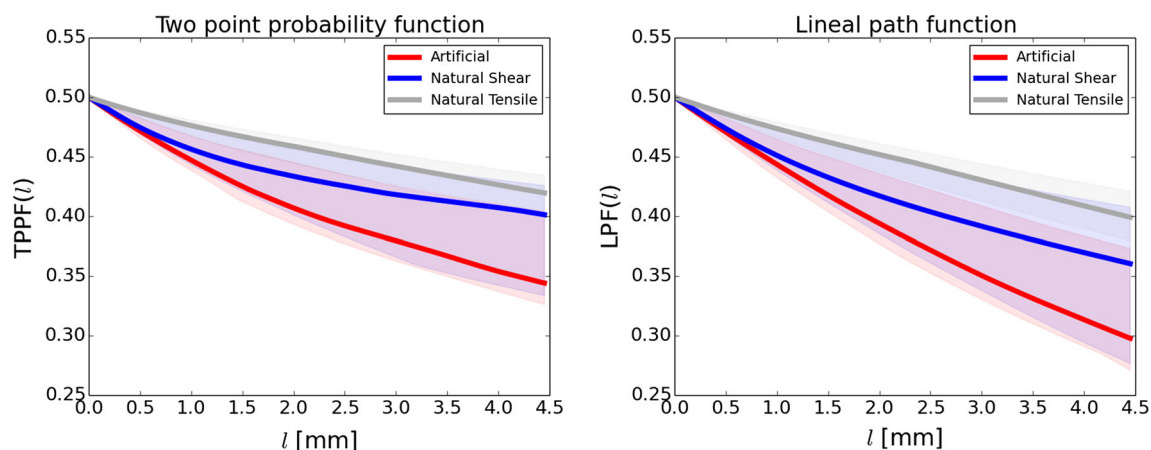 Two point probability function
0.55
0.50
0.45
0.40
0.35
0.30
0.25
TPPF(l)
Artificial
Natural Shear
Natural Tensile
0.0 0.5 1.0 1.5 2.0 2.5 3.0 3.5 4.0 4.5
l [mm]
Lineal path function
0.55
0.50
0.45
0.40
0.35
0.30
0.25
LPF(l)
Artificial
Natural Shear
Natural Tensile
0.0 0.5 1.0 1.5 2.0 2.5 3.0 3.5 4.0 4.5
l [mm]